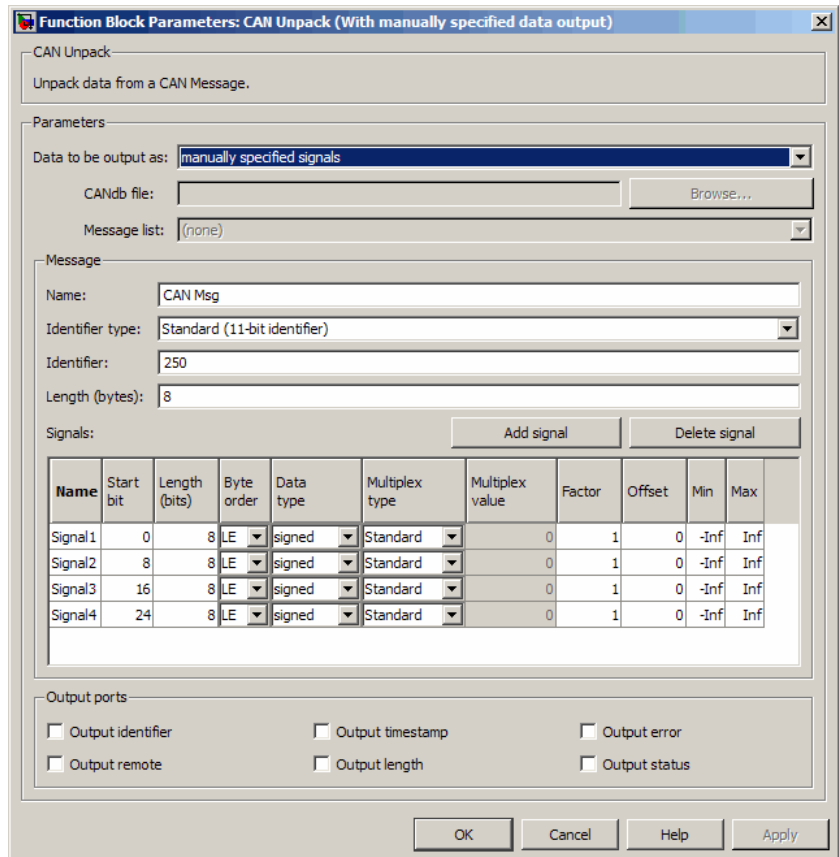 Function Block Parameters: CAN Unpack (With manually specified data output)
CAN Unpack
Unpack data from a CAN Message.
Parameters
Data to be output as: manually specified signals
CANdb file: Browse...
Message list: (none)
Message
Name: CAN Msg
Identifier type: Standard (11-bit identifier)
Identifier: 250
Length (bytes): 8
Signals: Add signal Delete signal
Name Start bit Length (bits) Byte order Data type Multiplex type Multiplex value Factor Offset Min Max
Signal1 0 8 LE signed Standard 0 1 0 -Inf Inf
Signal2 8 8 LE signed Standard 0 1 0 -Inf Inf
Signal3 16 8 LE signed Standard 0 1 0 -Inf Inf
Signal4 24 8 LE signed Standard 0 1 0 -Inf Inf
Output ports
Output identifier Output timestamp Output error
Output remote Output length Output status
OK Cancel Help Apply